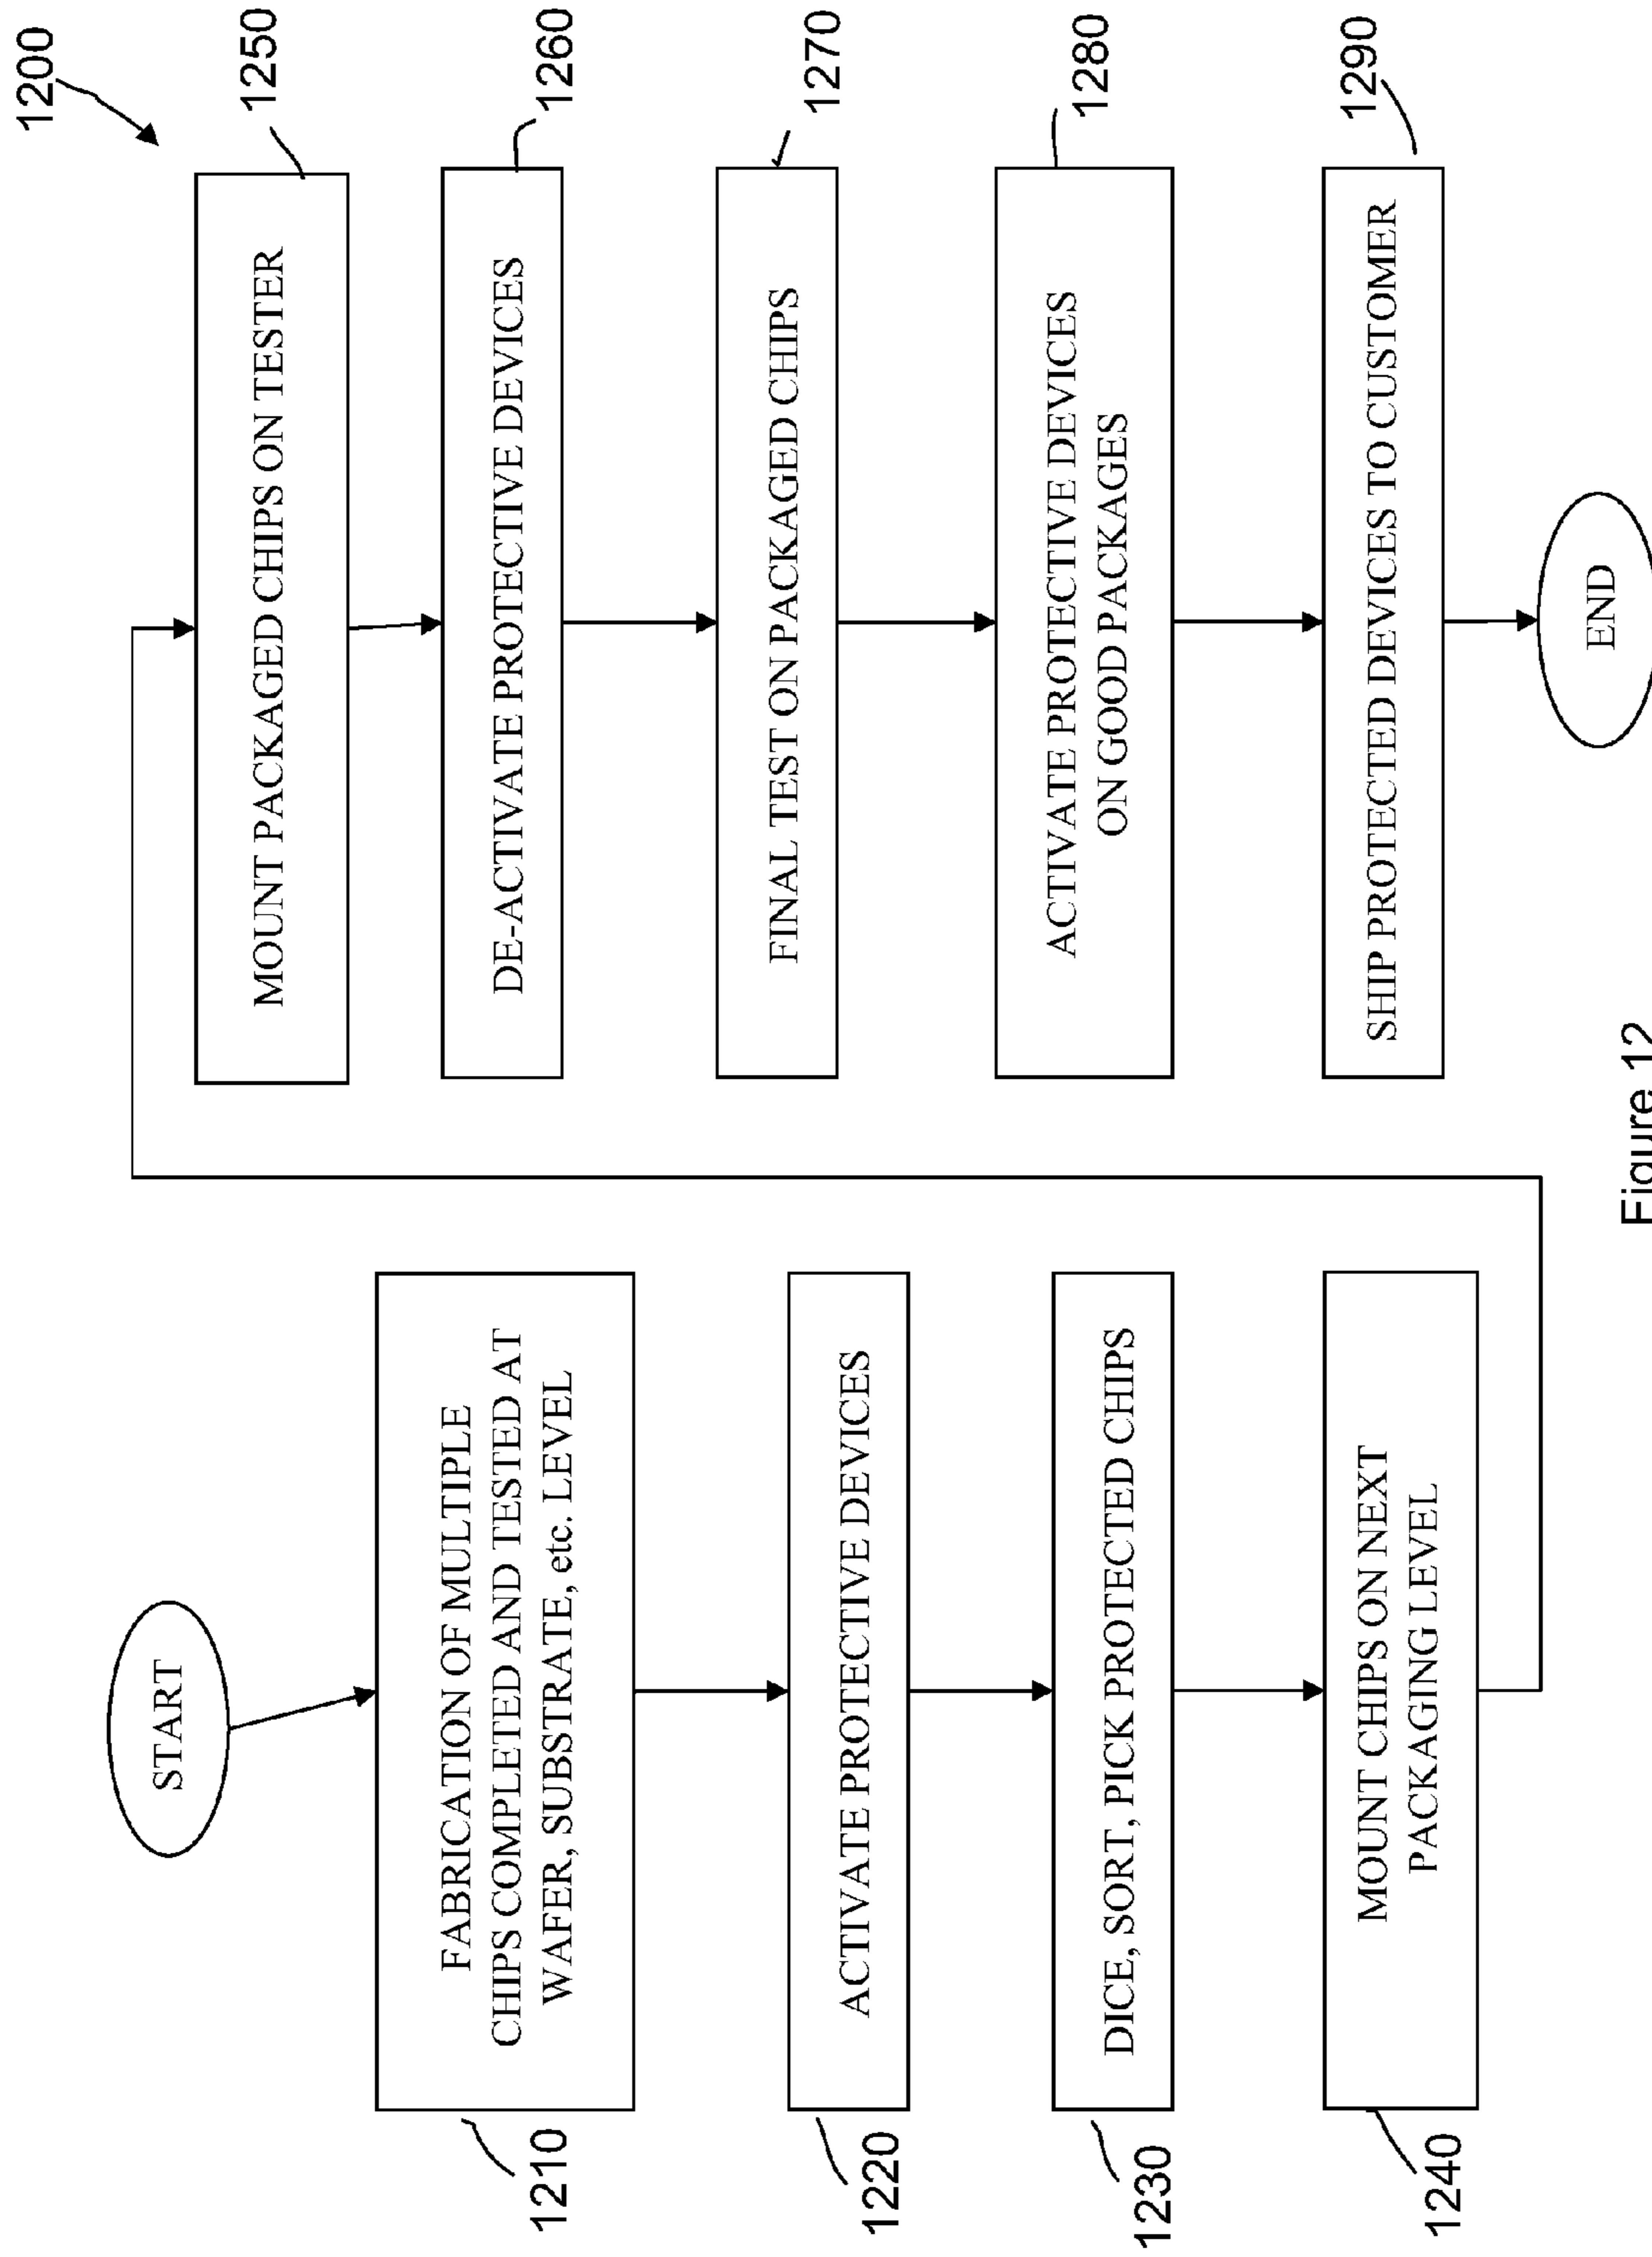 1200
START
1210
FABRICATION OF MULTIPLE
CHIPS COMPLETED AND TESTED AT
WAFER, SUBSTRATE, etc. LEVEL
1220
ACTIVATE PROTECTIVE DEVICES
1230
DICE, SORT, PICK PROTECTED CHIPS
1240
MOUNT CHIPS ON NEXT
PACKAGING LEVEL
1250
MOUNT PACKAGED CHIPS ON TESTER
1260
DE-ACTIVATE PROTECTIVE DEVICES
1270
FINAL TEST ON PACKAGED CHIPS
1280
ACTIVATE PROTECTIVE DEVICES
ON GOOD PACKAGES
1290
SHIP PROTECTED DEVICES TO CUSTOMER
END
Figure 12